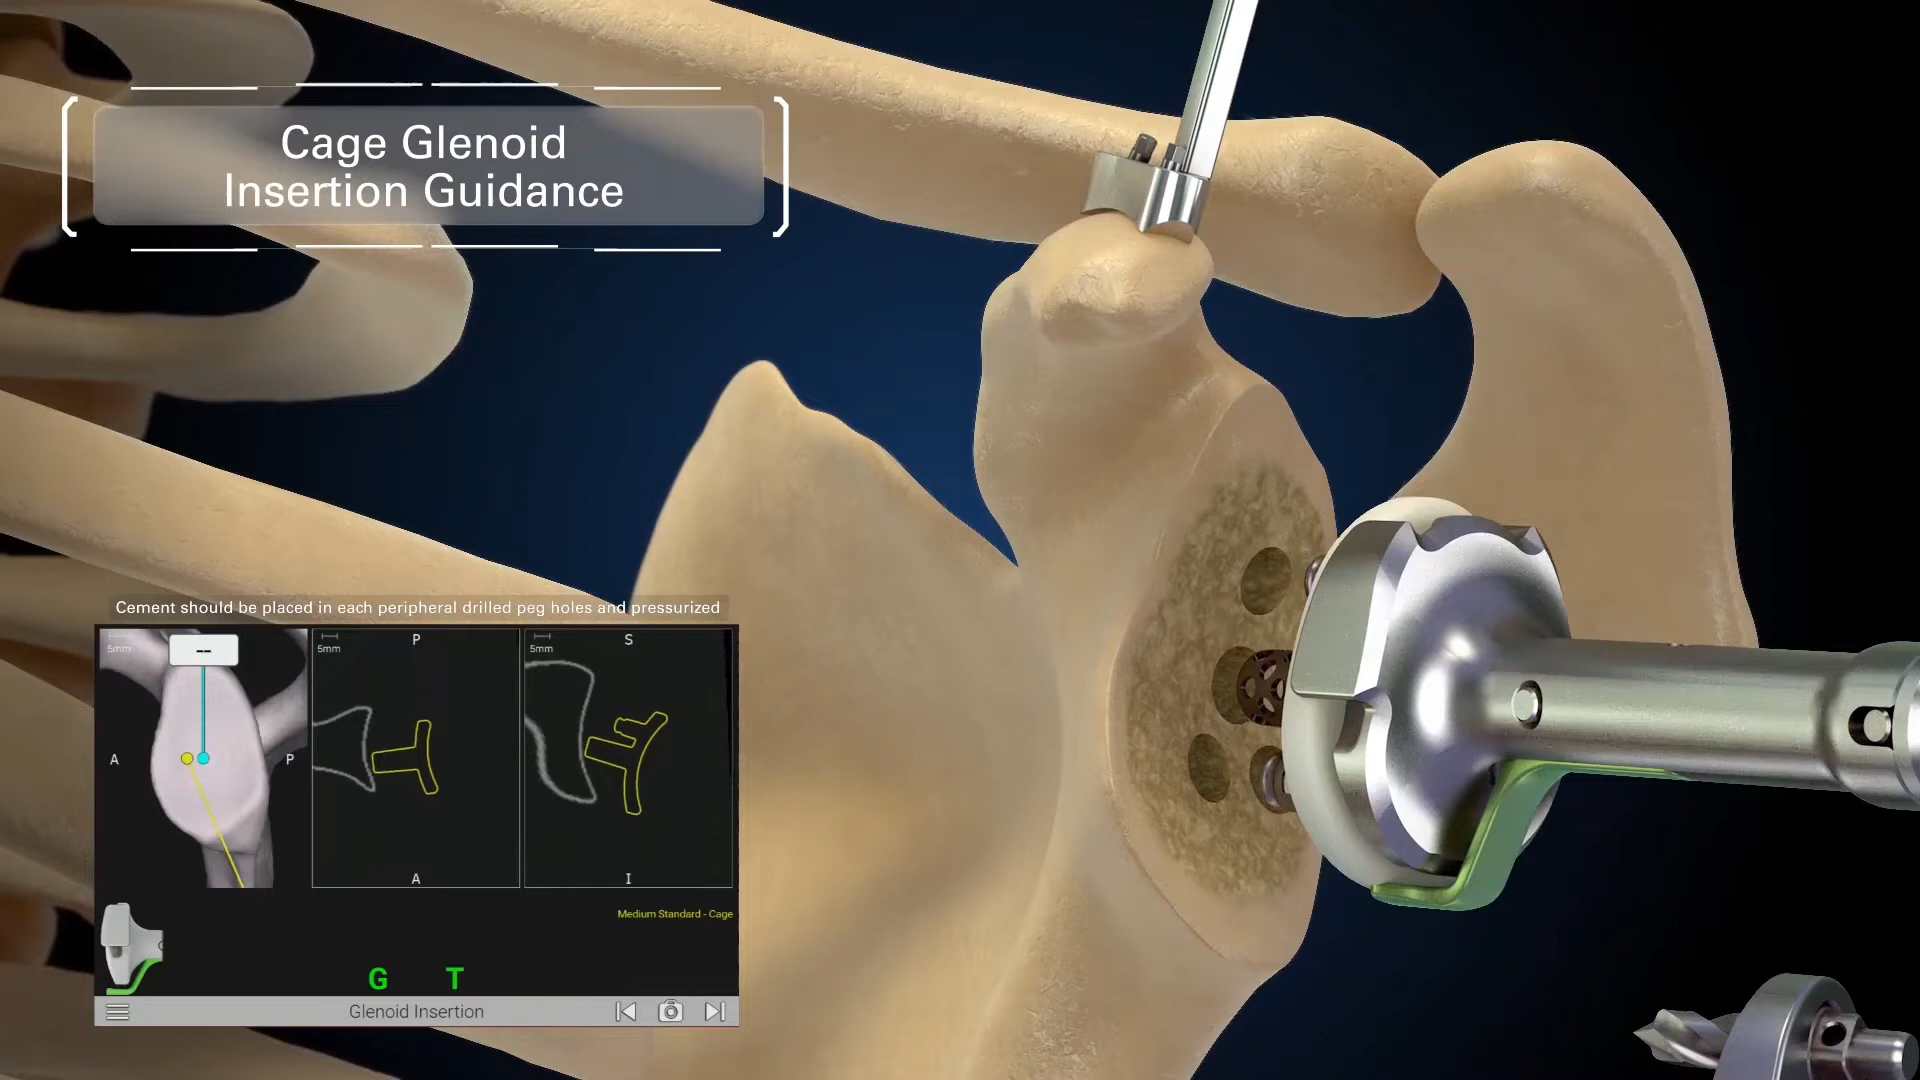 Cage Glenoid
Insertion Guidance
Cement should be placed in each peripheral drilled peg holes and pressurized
5mm
--
A
P
5mm
P
A
5mm
S
I
Medium Standard - Cage
G T
Glenoid Insertion